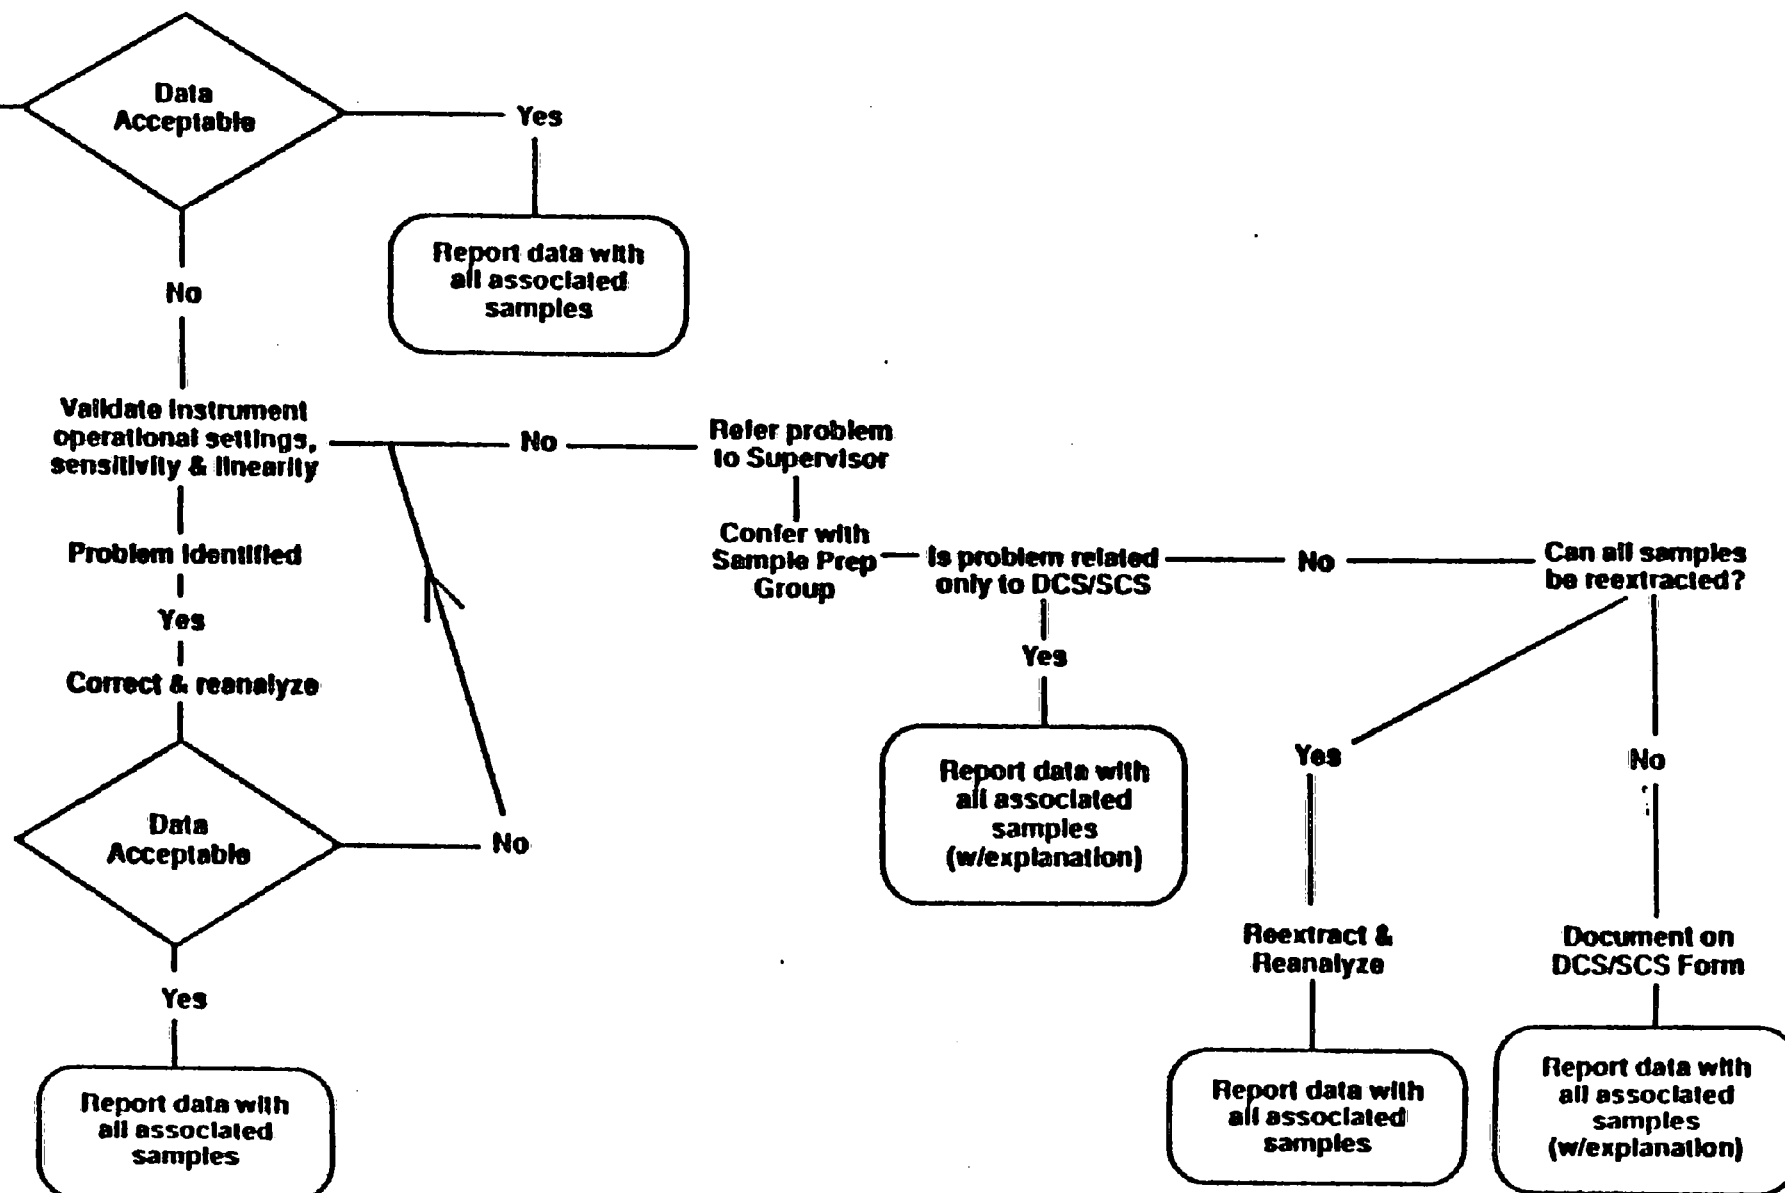 Data
Acceptable
Yes
Report data with
all associated
samples
No
Validate Instrument
operational settings,
sensitivity & linearity
No
Refer problem
to Supervisor
Problem Identified
Yes
Correct & reanalyze
Confer with
Sample Prep
Group
Is problem related
only to DCS/SCS
No
Can all samples
be reextracted?
Yes
Report data with
all associated
samples
(w/explanation)
Yes
No
Data
Acceptable
No
Yes
Report data with
all associated
samples
Reextract &
Reanalyze
Document on
DCS/SCS Form
Report data with
all associated
samples
Report data with
all associated
samples
(w/explanation)